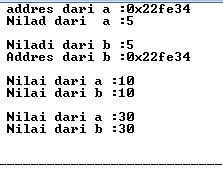 addres dari a :0x22fe34
Nilad dari  a :5
Niladi dari b :5
Addres dari b :0x22fe34
Nilai dari a :10
Nilai dari b :10
Nilai dari a :30
Nilai dari b :30